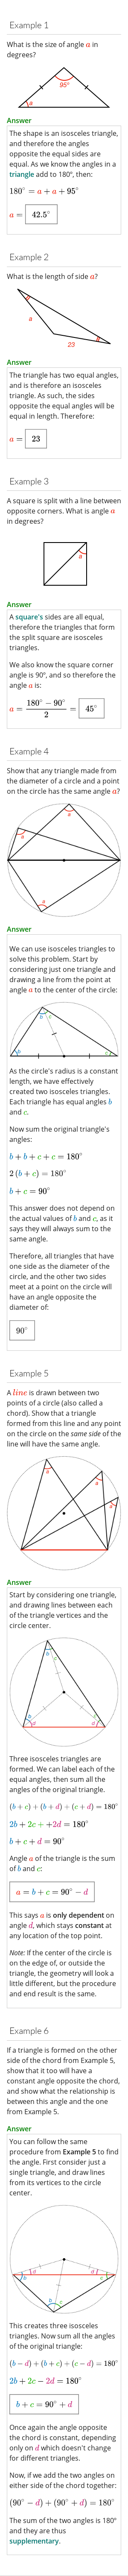 Example 1
What is the size of angle a in
degrees?
95°
a
Answer
The shape is an isosceles triangle,
and therefore the angles
opposite the equal sides are
equal. As we know the angles in a
triangle add to 180º, then:
180° = a + a + 95°
a = 42.5°
Example 2
What is the length of side a?
a
23
Answer
The triangle has two equal angles,
and is therefore an isosceles
triangle. As such, the sides
opposite the equal angles will be
equal in length. Therefore:
a = 23
Example 3
A square is split with a line between
opposite corners. What is angle a
in degrees?
a
Answer
A square's sides are all equal,
therefore the triangles that form
the split square are isosceles
triangles.
We also know the square corner
angle is 90º, and so therefore the
angle a is:
a = (180° − 90°) / 2 = 45°
Example 4
Show that any triangle made from
the diameter of a circle and a point
on the circle has the same angle a?
a
a
a
Answer
We can use isosceles triangles to
solve this problem. Start by
considering just one triangle and
drawing a line from the point at
angle a to the center of the circle:
b c
b
c
As the circle's radius is a constant
length, we have effectively
created two isosceles triangles.
Each triangle has equal angles b
and c.
Now sum the original triangle's
angles:
b + b + c + c = 180°
2 (b + c) = 180°
b + c = 90°
This answer does not depend on
the actual values of b and c, as it
says they will always sum to the
same angle.
Therefore, all triangles that have
one side as the diameter of the
circle, and the other two sides
meet at a point on the circle will
have an angle opposite the
diameter of:
90°
Example 5
A line is drawn between two
points of a circle (also called a
chord). Show that a triangle
formed from this line and any point
on the circle on the same side of the
line will have the same angle.
a
a
a
Answer
Start by considering one triangle,
and drawing lines between each
of the triangle vertices and the
circle center.
b c
b
d
d
c
Three isosceles triangles are
formed. We can label each of the
equal angles, then sum all the
angles of the original triangle.
(b + c) + (b + d) + (c + d) = 180°
2b + 2c + +2d = 180°
b + c + d = 90°
Angle a of the triangle is the sum
of b and c:
a = b + c = 90° − d
This says a is only dependent on
angle d, which stays constant at
any location of the top point.
Note: If the center of the circle is
on the edge of, or outside the
triangle, the geometry will look a
little different, but the procedure
and end result is the same.
Example 6
If a triangle is formed on the other
side of the chord from Example 5,
show that it too will have a
constant angle opposite the chord,
and show what the relationship is
between this angle and the one
from Example 5.
Answer
You can follow the same
procedure from Example 5 to find
the angle. First consider just a
single triangle, and draw lines
from its vertices to the circle
center.
d
d
b
c
b c
This creates three isosceles
triangles. Now sum all the angles
of the original triangle:
(b − d) + (b + c) + (c − d) = 180°
2b + 2c − 2d = 180°
b + c = 90° + d
Once again the angle opposite
the chord is constant, depending
only on d which doesn't change
for different triangles.
Now, if we add the two angles on
either side of the chord together:
(90° − d) + (90° + d) = 180°
The sum of the two angles is 180º
and they are thus
supplementary.